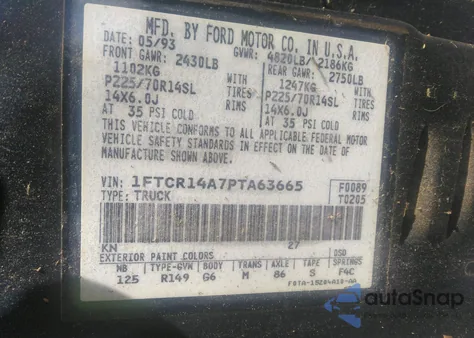 MFD. BY FORD MOTOR CO. IN U.S.A.
DATE: 05/93 GVWR: 4820LB/ 2186KG
FRONT GAWR: 2430LB REAR GAWR: 2750LB
1102KG WITH 1247KG WITH
P225/70R14SL TIRES P225/70R14SL TIRES
14X6.0J RIMS 14X6.0J RIMS
AT 35 PSI COLD AT 35 PSI COLD
THIS VEHICLE CONFORMS TO ALL APPLICABLE FEDERAL MOTOR
VEHICLE SAFETY STANDARDS IN EFFECT ON THE DATE OF
MANUFACTURE SHOWN ABOVE.
VIN: 1FTCR14A7PTA63665 F0089
TYPE: TRUCK T0205
KN 27
EXTERIOR PAINT COLORS DSO
WB TYPE-GVW BODY TRANS AXLE TAPE SPRING
125 R149 G6 M 86 S F4C
autoSnap